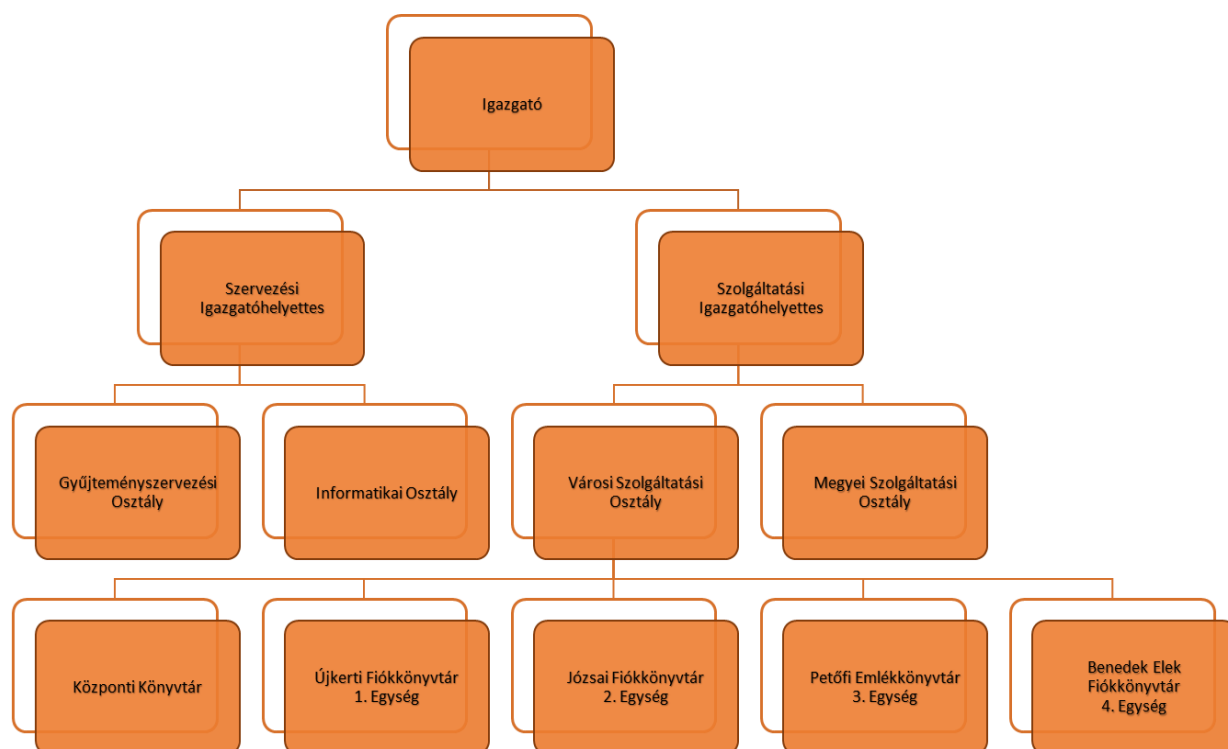 Igazgató
Szervezési
Igazgatóhelyettes
Szolgáltatási
Igazgatóhelyettes
Gyűjteményszervezési
Osztály
Informatikai Osztály
Városi Szolgáltatási
Osztály
Megyei Szolgáltatási
Osztály
Központi Könyvtár
Újkerti Fiókkönyvtár
1. Egység
Józsai Fiókkönyvtár
2. Egység
Petőfi Emlékkönyvtár
3. Egység
Benedek Elek
Fiókkönyvtár
4. Egység